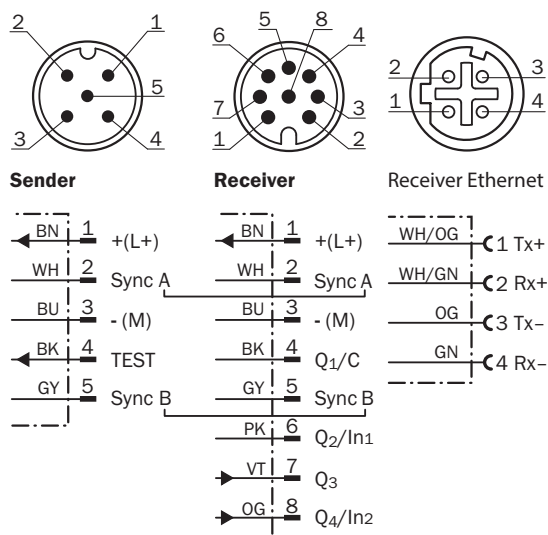 2 1 5 3 4
5 8 6 4 7 3 1 2
2 3 1 4
Sender
BN 1 +(L+)
WH 2 Sync A
BU 3 - (M)
BK 4 TEST
GY 5 Sync B
Receiver
BN 1 +(L+)
WH 2 Sync A
BU 3 - (M)
BK 4 Q1/C
GY 5 Sync B
PK 6 Q2/In1
VT 7 Q3
OG 8 Q4/In2
Receiver Ethernet
WH/OG 1 Tx+
WH/GN 2 Rx+
OG 3 Tx–
GN 4 Rx–